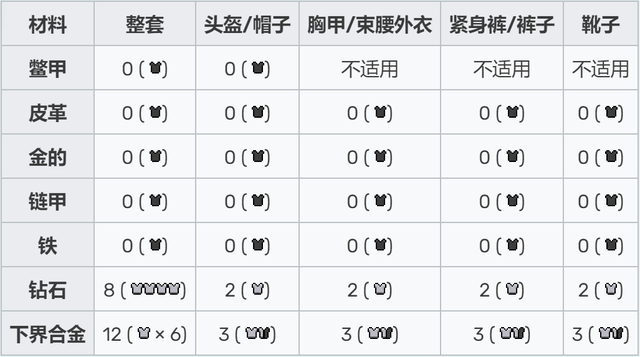 材料 整套 头盔/帽子 胸甲/束腰外衣 紧身裤/裤子 靴子
鳖甲 0 ( ) 0 ( ) 不适用 不适用 不适用
皮革 0 ( ) 0 ( ) 0 ( ) 0 ( ) 0 ( )
金的 0 ( ) 0 ( ) 0 ( ) 0 ( ) 0 ( )
链甲 0 ( ) 0 ( ) 0 ( ) 0 ( ) 0 ( )
铁 0 ( ) 0 ( ) 0 ( ) 0 ( ) 0 ( )
钻石 8 ( ) 2 ( ) 2 ( ) 2 ( ) 2 ( )
下界合金 12 ( × 6) 3 ( ) 3 ( ) 3 ( ) 3 ( )